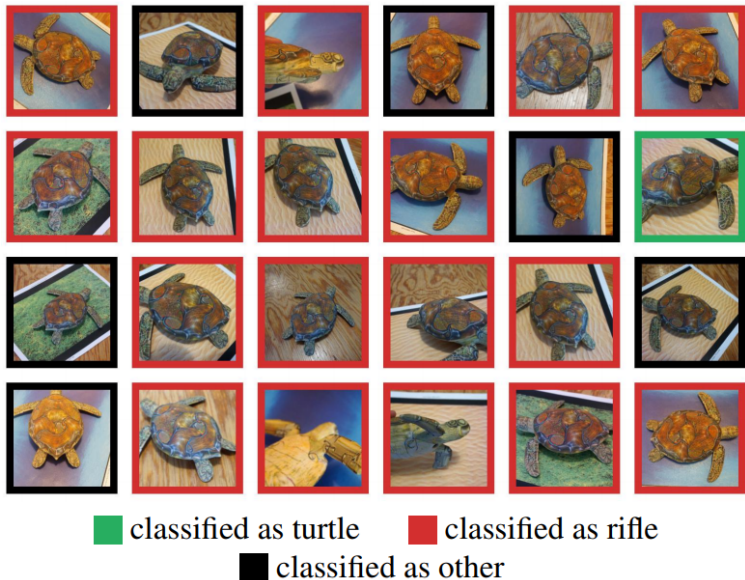 classified as turtle
classified as rifle
classified as other